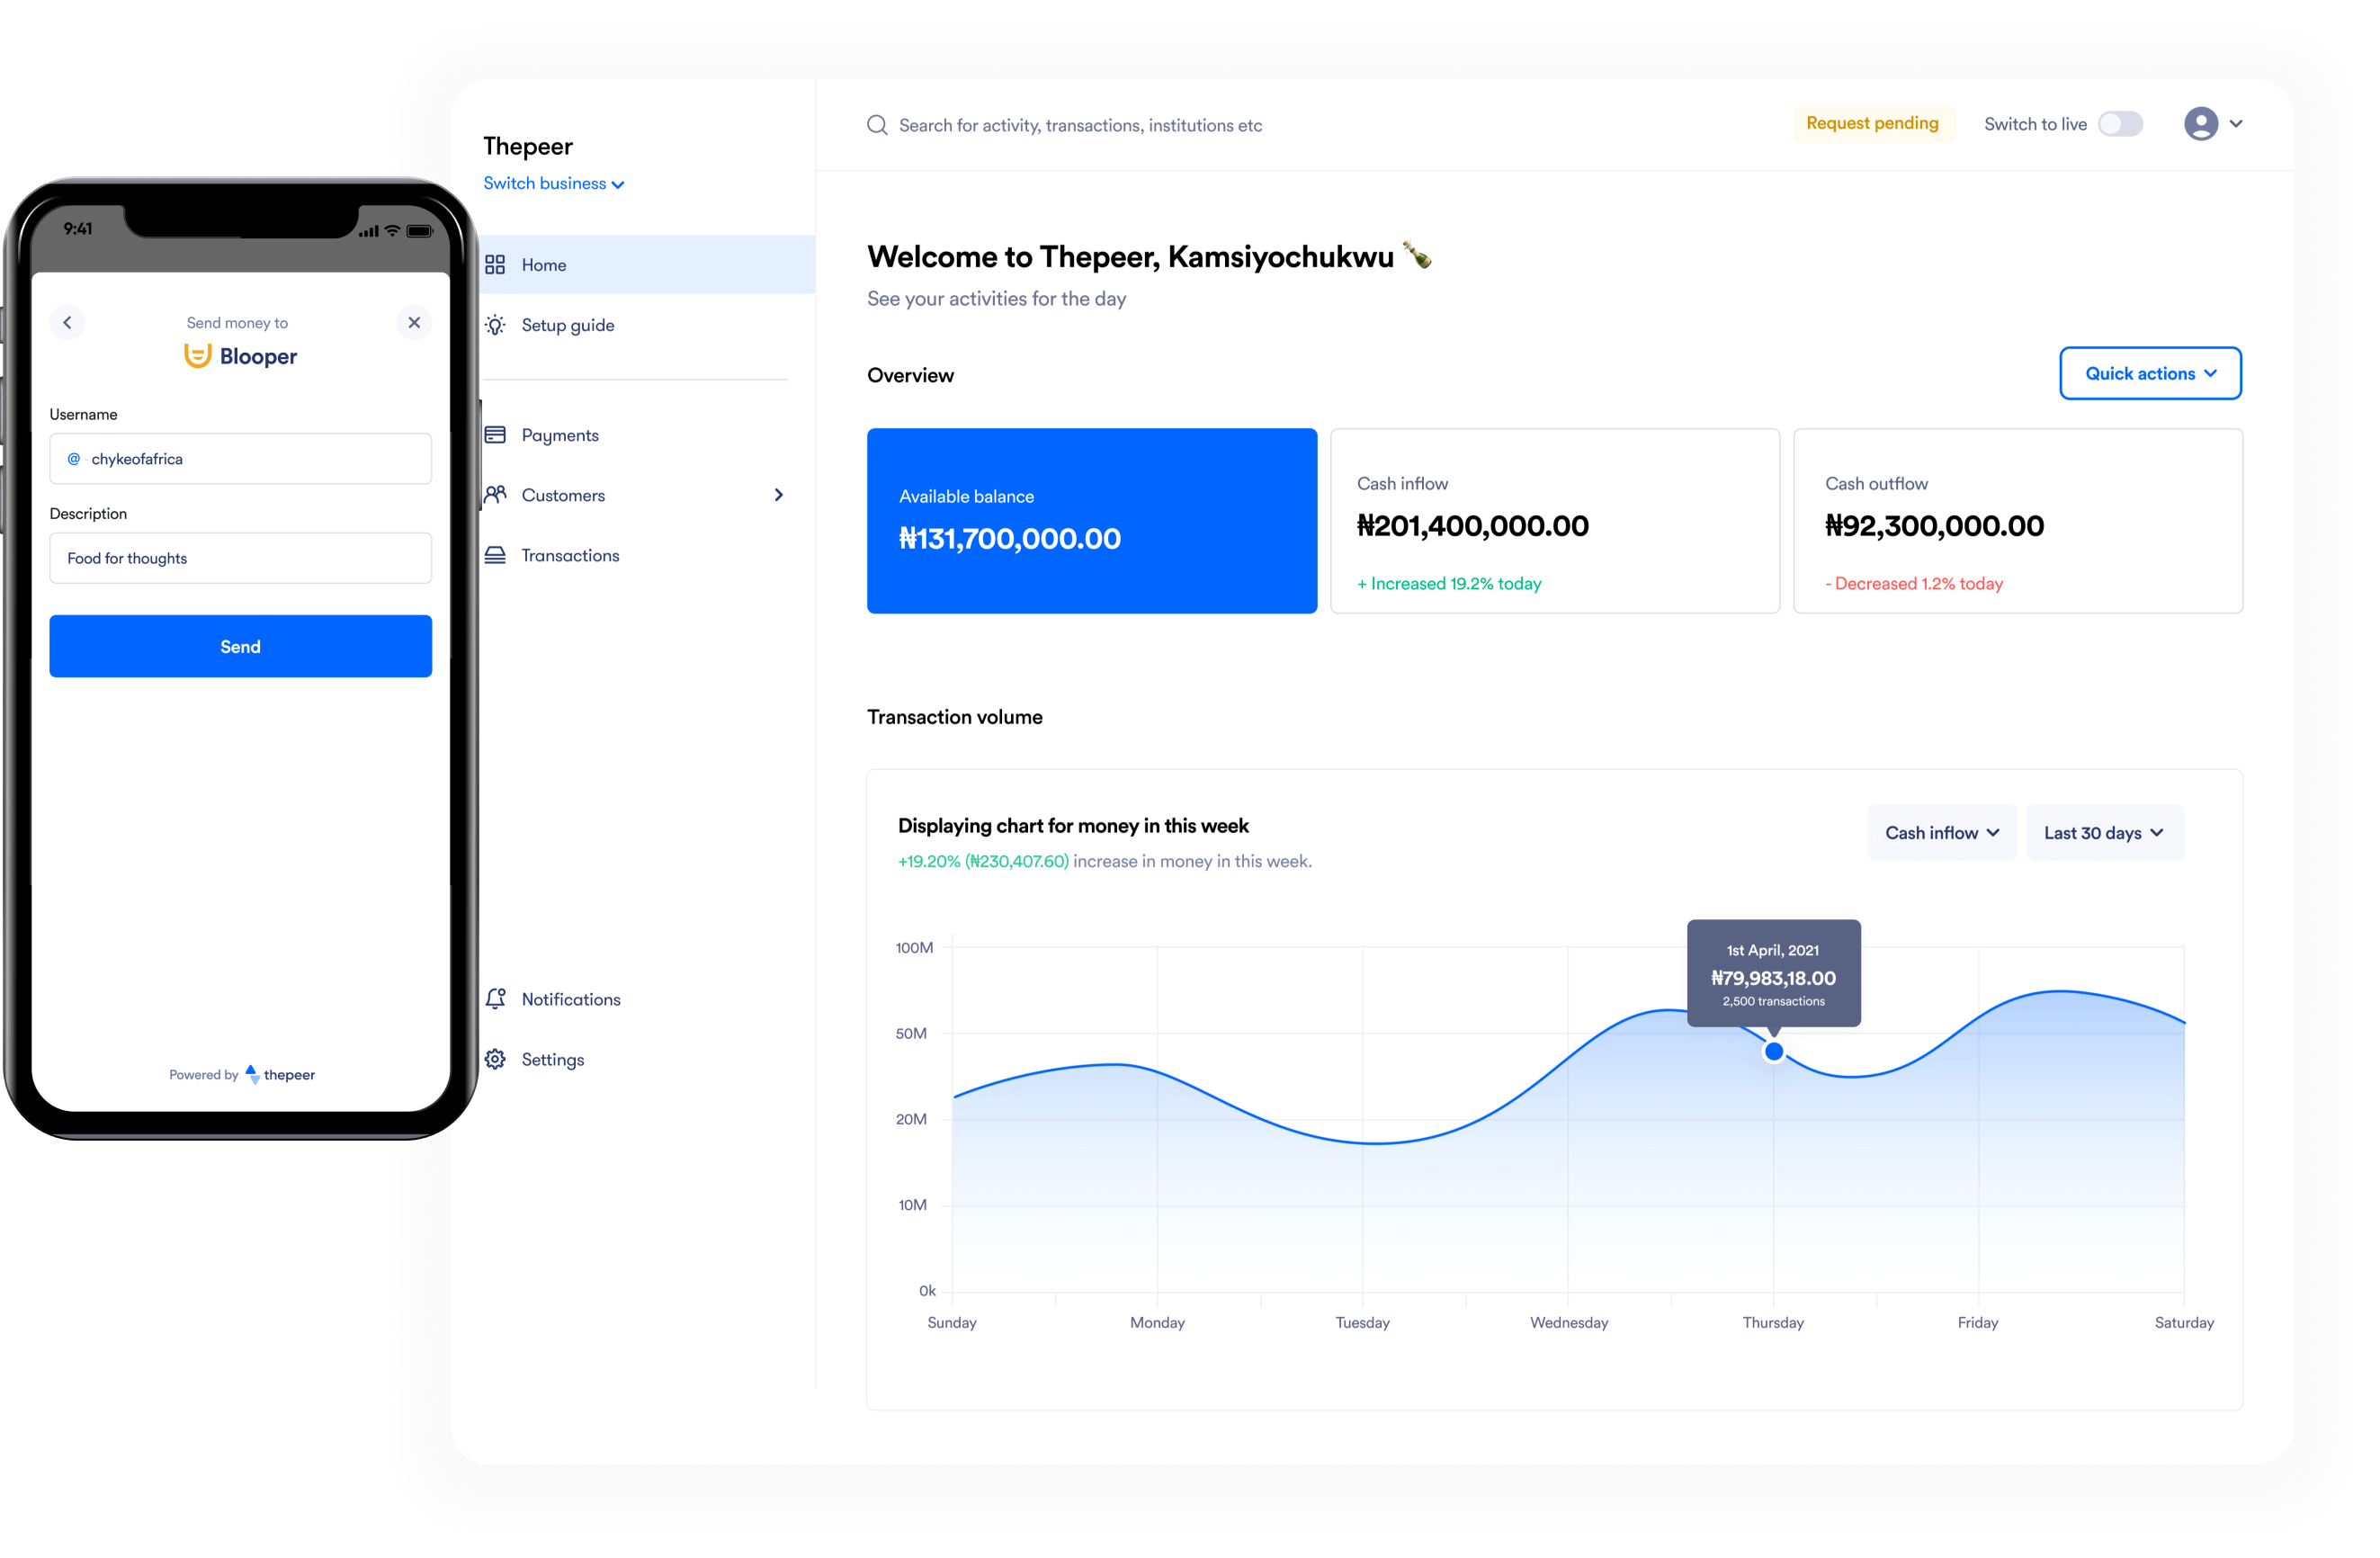 9:41
Send money to
Blooper
Username
@ chykeofafrica
Description
Food for thoughts
Send
Powered by thepeer
Thepeer
Switch business
Home
Setup guide
Payments
Customers
Transactions
Notifications
Settings
Search for activity, transactions, institutions etc
Request pending
Switch to live
Welcome to Thepeer, Kamsiyochukwu 🍾
See your activities for the day
Overview
Quick actions
Available balance
₦131,700,000.00
Cash inflow
₦201,400,000.00
+ Increased 19.2% today
Cash outflow
₦92,300,000.00
- Decreased 1.2% today
Transaction volume
Displaying chart for money in this week
+19.20% (₦230,407.60) increase in money in this week.
Cash inflow
Last 30 days
100M
50M
20M
10M
0k
1st April, 2021
₦79,983,18.00
2,500 transactions
Sunday
Monday
Tuesday
Wednesday
Thursday
Friday
Saturday